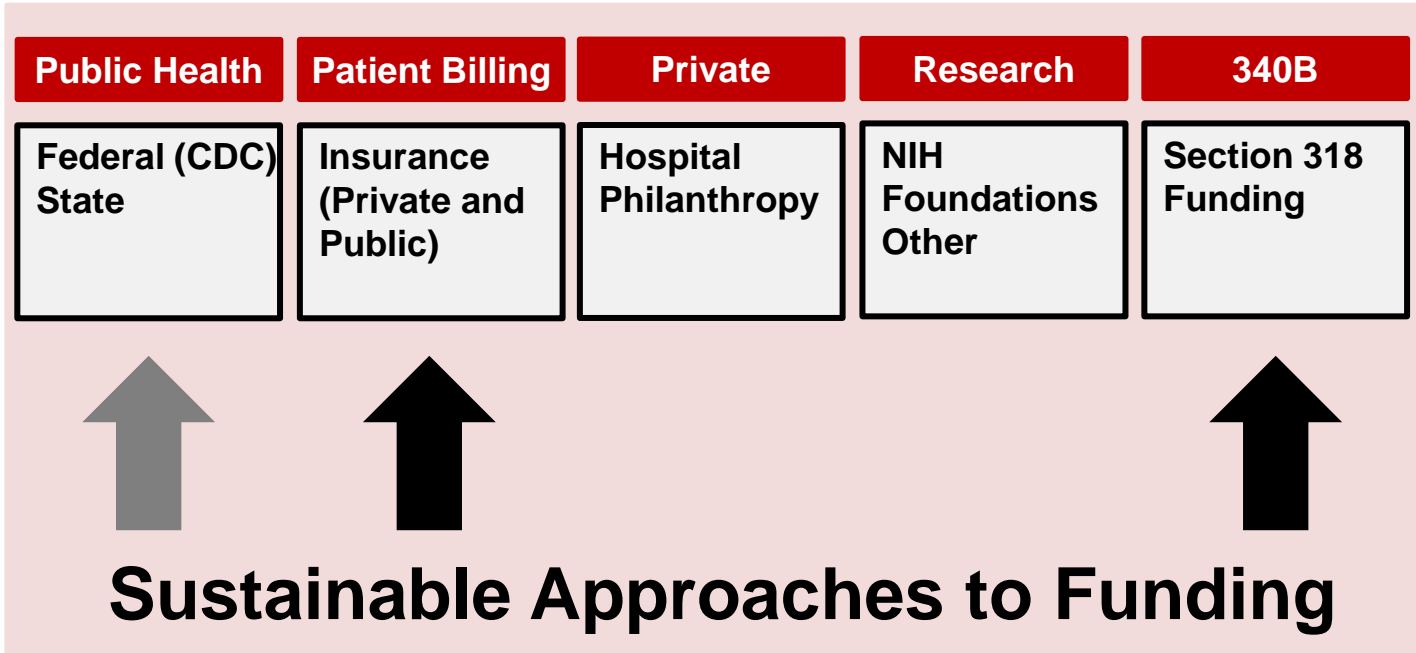 Public Health
Patient Billing
Private
Research
340B
Federal (CDC)
State
Insurance
(Private and
Public)
Hospital
Philanthropy
NIH
Foundations
Other
Section 318
Funding
Sustainable Approaches to Funding